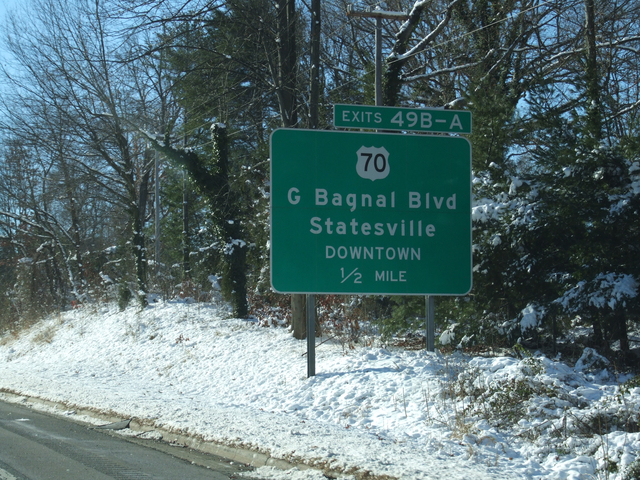 EXITS 49B-A
70
G Bagnal Blvd
Statesville
DOWNTOWN
1/2 MILE